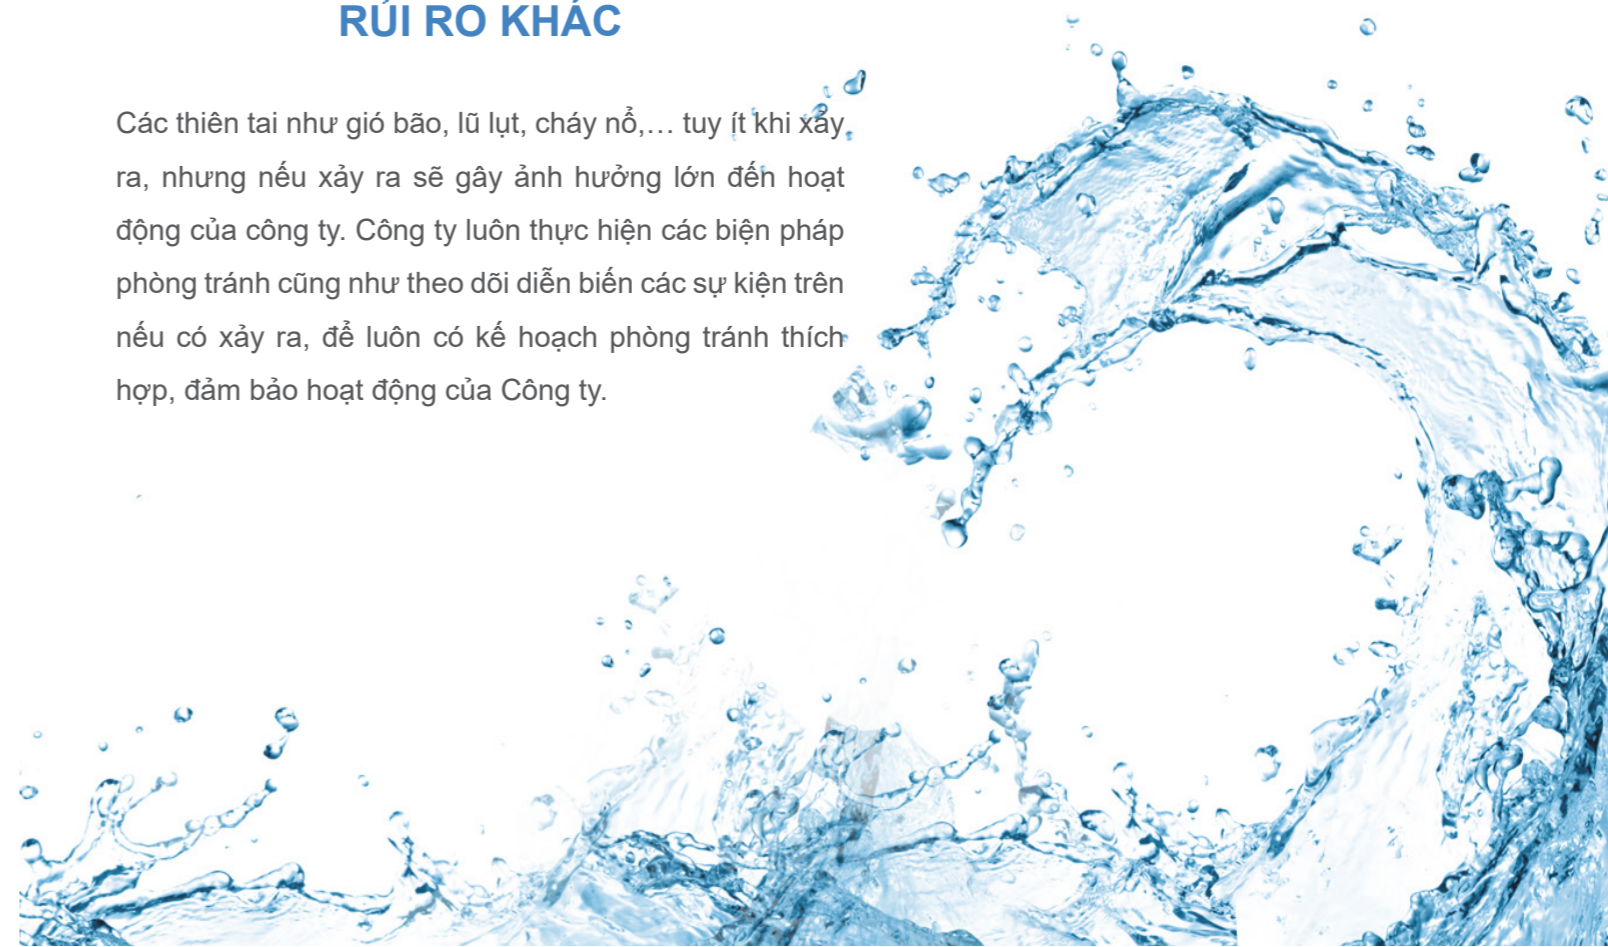 RỦI RO KHÁC
Các thiên tai như gió bão, lũ lụt, cháy nổ,… tuy ít khi xảy
ra, nhưng nếu xảy ra sẽ gây ảnh hưởng lớn đến hoạt
động của công ty. Công ty luôn thực hiện các biện pháp
phòng tránh cũng như theo dõi diễn biến các sự kiện trên
nếu có xảy ra, để luôn có kế hoạch phòng tránh thích
hợp, đảm bảo hoạt động của Công ty.